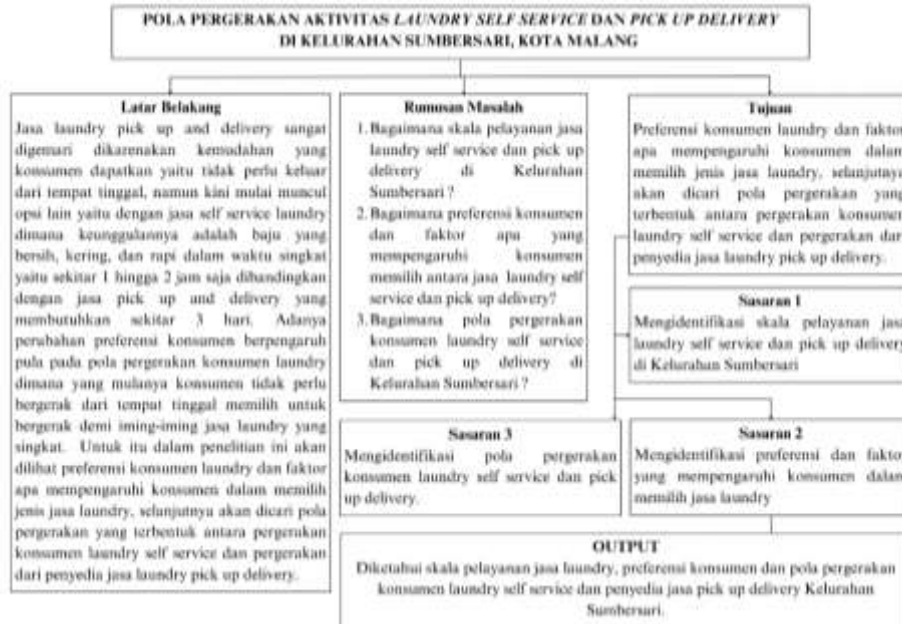 POLA PERGERAKAN AKTIVITAS LAUNDRY SELF SERVICE DAN PICK UP DELIVERY
DI KELURAHAN SUMBERSARI, KOTA MALANG
Latar Belakang
Jasa laundry pick up and delivery sangat
digemari dikarenakan kemudahan yang
konsumen dapatkan yaitu tidak perlu keluar
dari tempat tinggal, namun kini mulai muncul
opsi lain yaitu dengan jasa self service laundry
dimana keunggulannya adalah baju yang
bersih, kering, dan rapi dalam waktu singkat
yaitu sekitar 1 hingga 2 jam saja dibandingkan
dengan jasa pick up and delivery yang
membutuhkan sekitar 3 hari. Adanya
perubahan preferensi konsumen berpengaruh
pula pada pola pergerakan konsumen laundry
dimana yang mulanya konsumen tidak perlu
bergerak dari tempat tinggal memilih untuk
bergerak demi iming-iming jasa laundry yang
singkat. Untuk itu dalam penelitian ini akan
dilihat preferensi konsumen laundry dan faktor
apa mempengaruhi konsumen dalam memilih
jenis jasa laundry, selanjutnya akan dicari pola
pergerakan yang terbentuk antara pergerakan
konsumen laundry self service dan pergerakan
dari penyedia jasa laundry pick up delivery.
Rumusan Masalah
1. Bagaimana skala pelayanan jasa
laundry self service dan pick up
delivery di Kelurahan
Sumbersari ?
2. Bagaimana preferensi konsumen
dan faktor apa yang
mempengaruhi konsumen
memilih antara jasa laundry self
service dan pick up delivery?
3. Bagaimana pola pergerakan
konsumen laundry self service
dan pick up delivery di
Kelurahan Sumbersari ?
Tujuan
Preferensi konsumen laundry dan faktor
apa mempengaruhi konsumen dalam
memilih jenis jasa laundry, selanjutnya
akan dicari pola pergerakan yang
terbentuk antara pergerakan konsumen
laundry self service dan pergerakan dari
penyedia jasa laundry pick up delivery.
Sasaran 1
Mengidentifikasi skala pelayanan jasa
laundry self service dan pick up delivery
di Kelurahan Sumbersari
Sasaran 3
Mengidentifikasi pola pergerakan
konsumen laundry self service dan pick
up delivery.
Sasaran 2
Mengidentifikasi preferensi dan faktor
yang mempengaruhi konsumen dalam
memilih jasa laundry
OUTPUT
Diketahui skala pelayanan jasa laundry, preferensi konsumen dan pola pergerakan
konsumen laundry self service dan penyedia jasa pick up delivery Kelurahan
Sumbersari.